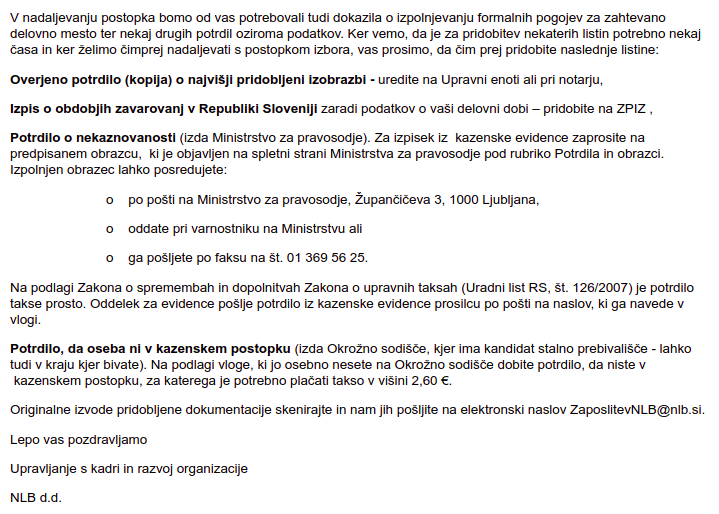 V nadaljevanju postopka bomo od vas potrebovali tudi dokazila o izpolnjevanju formalnih pogojev za zahtevano
delovno mesto ter nekaj drugih potrdil oziroma podatkov. Ker vemo, da je za pridobitev nekaterih listin potrebno nekaj
časa in ker želimo čimprej nadaljevati s postopkom izbora, vas prosimo, da čim prej pridobite naslednje listine:
Overjeno potrdilo (kopija) o najvišji pridobljeni izobrazbi - uredite na Upravni enoti ali pri notarju,
Izpis o obdobjih zavarovanj v Republiki Sloveniji zaradi podatkov o vaši delovni dobi – pridobite na ZPIZ ,
Potrdilo o nekaznovanosti (izda Ministrstvo za pravosodje). Za izpisek iz  kazenske evidence zaprosite na
predpisanem obrazcu,  ki je objavljen na spletni strani Ministrstva za pravosodje pod rubriko Potrdila in obrazci.
Izpolnjen obrazec lahko posredujete:
o po pošti na Ministrstvo za pravosodje, Župančičeva 3, 1000 Ljubljana,
o oddate pri varnostniku na Ministrstvu ali
o ga pošljete po faksu na št. 01 369 56 25.
Na podlagi Zakona o spremembah in dopolnitvah Zakona o upravnih taksah (Uradni list RS, št. 126/2007) je potrdilo
takse prosto. Oddelek za evidence pošlje potrdilo iz kazenske evidence prosilcu po pošti na naslov, ki ga navede v
vlogi.
Potrdilo, da oseba ni v kazenskem postopku (izda Okrožno sodišče, kjer ima kandidat stalno prebivališče - lahko
tudi v kraju kjer bivate). Na podlagi vloge, ki jo osebno nesete na Okrožno sodišče dobite potrdilo, da niste v
kazenskem postopku, za katerega je potrebno plačati takso v višini 2,60 €.
Originalne izvode pridobljene dokumentacije skenirajte in nam jih pošljite na elektronski naslov ZaposlitevNLB@nlb.si.
Lepo vas pozdravljamo
Upravljanje s kadri in razvoj organizacije
NLB d.d.